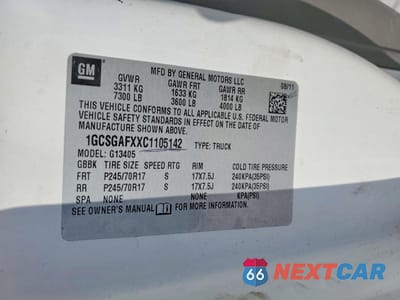 GM
MFD BY GENERAL MOTORS LLC
08/11
GVWR GAWR FRT GAWR RR
3311 KG 1633 KG 1814 KG
7300 LB 3600 LB 4000 LB
THIS VEHICLE CONFORMS TO ALL APPLICABLE U.S. FEDERAL MOTOR
VEHICLE SAFETY STANDARDS
IN EFFECT ON THE DATE OF MANUFACTURE SHOWN ABOVE.
1GCSGAFXXC1105142 TYPE: TRUCK
MODEL: G13405
GBBK TIRE SIZE SPEED RTG RIM COLD TIRE PRESSURE
FRT P245/70R17 S 17X7.5J 240KPA(35PSI)
RR P245/70R17 S 17X7.5J 240KPA(35PSI)
SPA NONE NONE KPA(PSI)
SEE OWNER'S MANUAL FOR MORE INFORMATION.
66 NEXTCAR